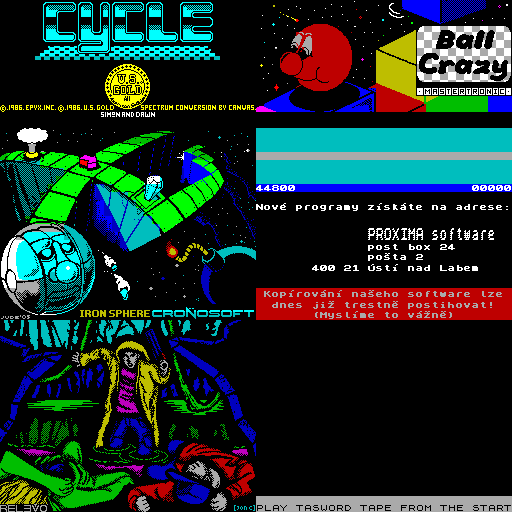 CYCLE
U.S.
GOLD
©1986. EPYX.INC. ©1986. U.S. GOLD SPECTRUM CONVERSION BY CANVAS
SIMON AND DAWN
Ball
Crazy
MASTERTRONIC
IRON SPHERE CRONOSOFT
44800 00000
Nové programy získáte na adrese:
PROXIMA software
post box 24
pošta 2
400 21 Ústí nad Labem
Kopírování našeho software lze
dnes již trestně postihovat!
(Myslíme to vážně)
RELEVO
PLAY TASWORD TAPE FROM THE START